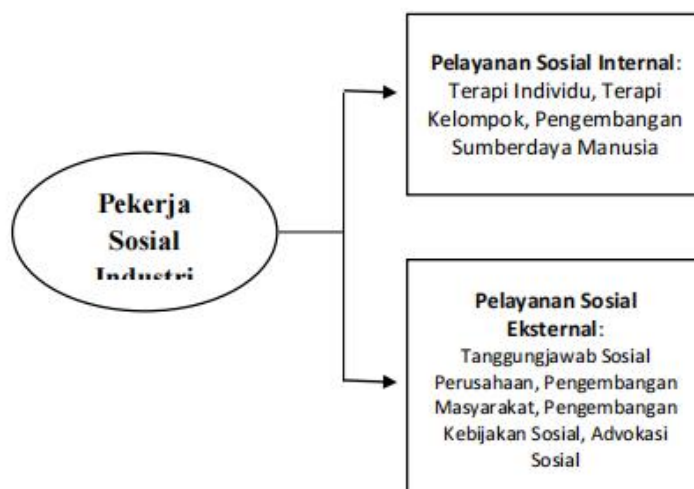 Pelayanan Sosial Internal:
Terapi Individu, Terapi
Kelompok, Pengembangan
Sumberdaya Manusia
Pekerja
Sosial
Industri
Pelayanan Sosial
Eksternal:
Tanggungjawab Sosial
Perusahaan, Pengembangan
Masyarakat, Pengembangan
Kebijakan Sosial, Advokasi
Sosial